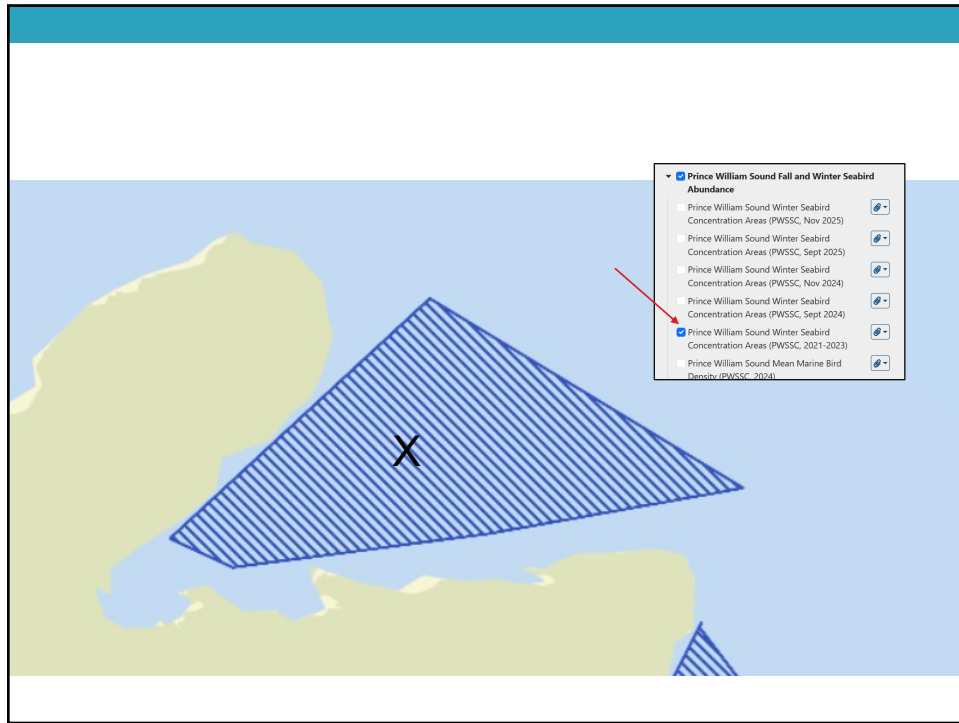 Prince William Sound Fall and Winter Seabird
Abundance
Prince William Sound Winter Seabird
Concentration Areas (PWSSC, Nov 2025)
Prince William Sound Winter Seabird
Concentration Areas (PWSSC, Sept 2025)
Prince William Sound Winter Seabird
Concentration Areas (PWSSC, Nov 2024)
Prince William Sound Winter Seabird
Concentration Areas (PWSSC, Sept 2024)
Prince William Sound Winter Seabird
Concentration Areas (PWSSC, 2021-2023)
Prince William Sound Mean Marine Bird
Density (PWSSC, 2024)
X